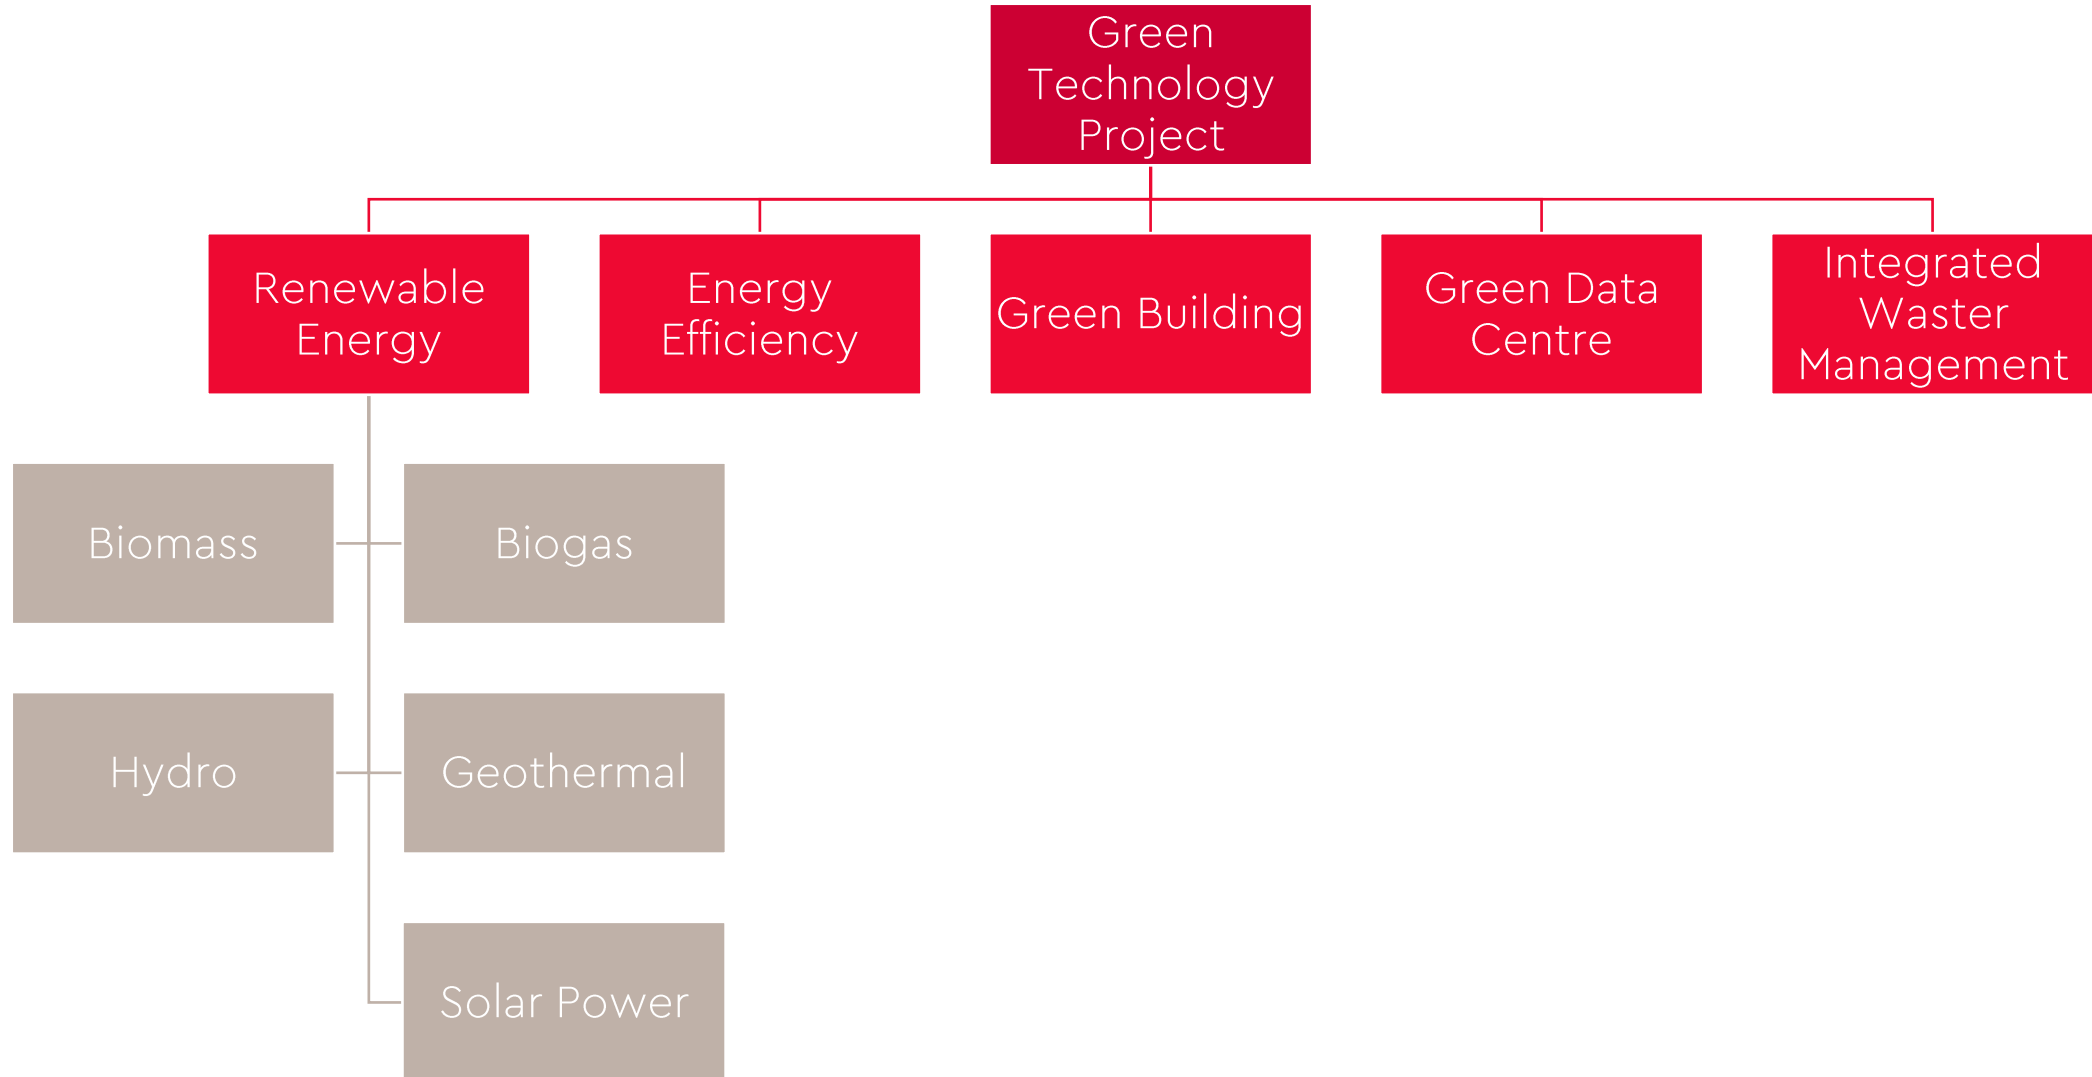 Green
Technology
Project
Renewable
Energy
Energy
Efficiency
Green Building
Green Data
Centre
Integrated
Waster
Management
Biomass
Biogas
Hydro
Geothermal
Solar Power